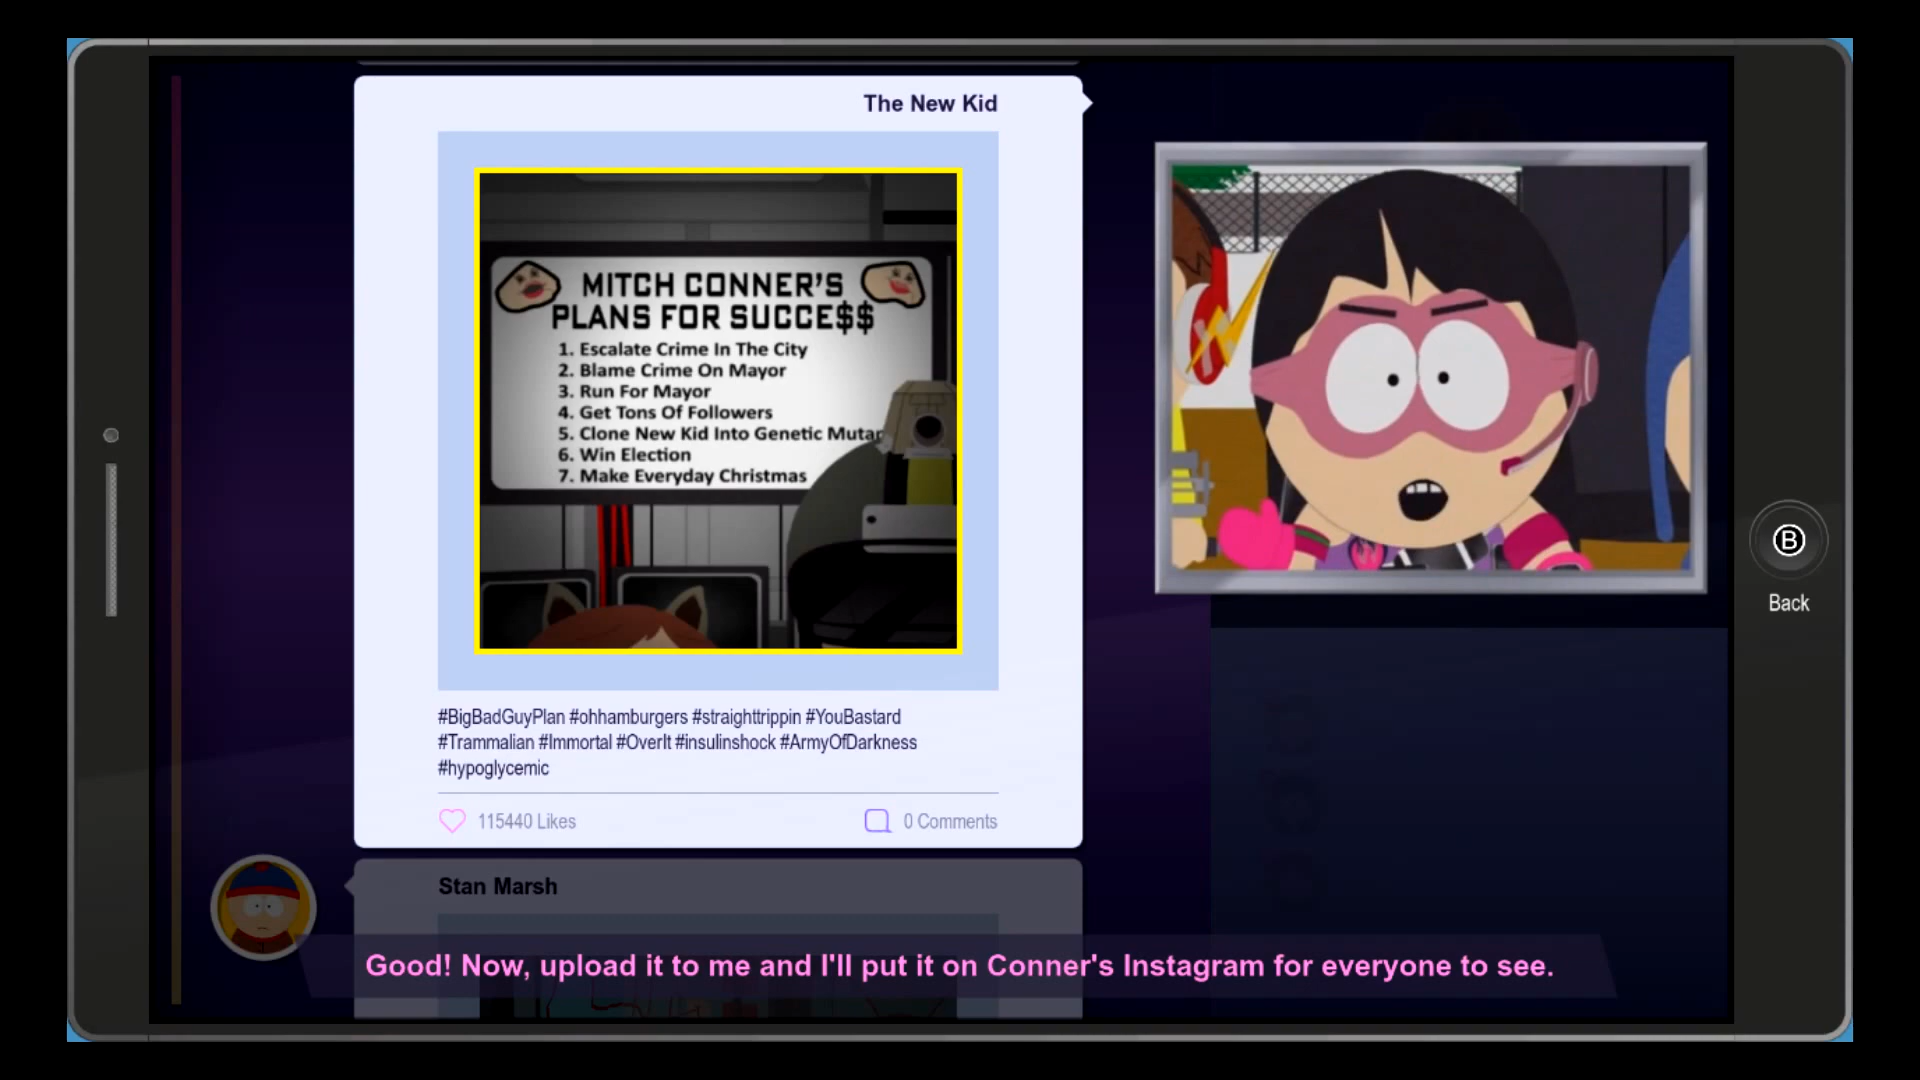 The New Kid
MITCH CONNER'S
PLANS FOR SUCCE$$
1. Escalate Crime In The City
2. Blame Crime On Mayor
3. Run For Mayor
4. Get Tons Of Followers
5. Clone New Kid Into Genetic
6. Win Election
7. Make Everyday Christmas
#BigBadGuyPlan #ohhamburgers #straighttrippin #YouBastard
#Trammalian #Immortal #OverIt #insulinshock #ArmyOfDarkness
#hypoglycemic
115440 Likes
0 Comments
B
Back
Stan Marsh
Good! Now, upload it to me and I'll put it on Conner's Instagram for everyone to see.